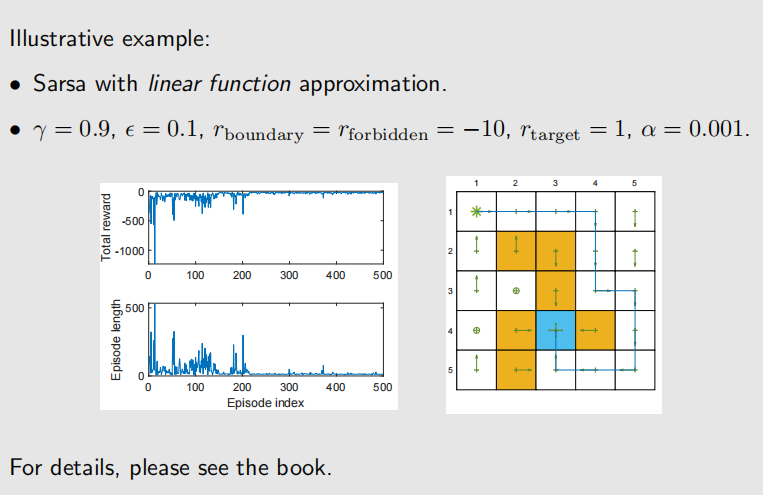 Illustrative example:
• Sarsa with linear function approximation.
• γ = 0.9, ϵ = 0.1, r_boundary = r_forbidden = −10, r_target = 1, α = 0.001.
Total reward
0
-500
-1000
0 100 200 300 400 500
Episode length
500
0
0 100 200 300 400 500
Episode index
1 2 3 4 5
1
2
3
4
5
For details, please see the book.